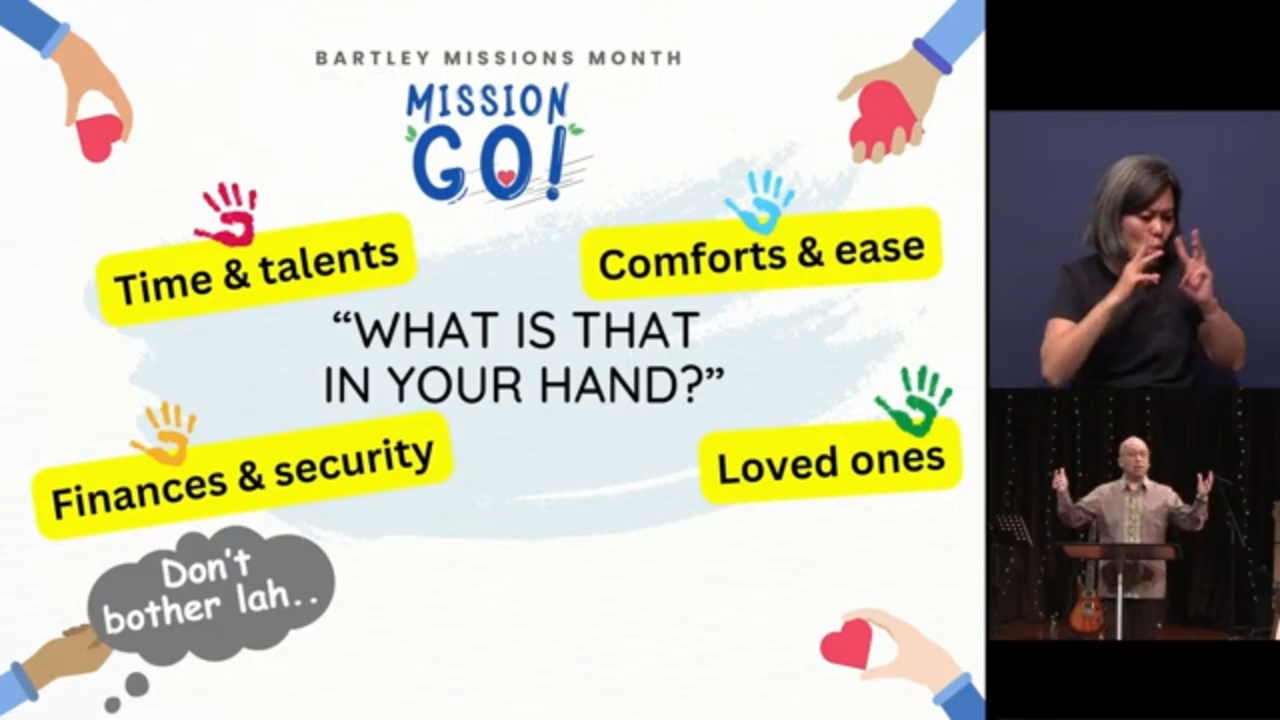 BARTLEY MISSIONS MONTH
MISSION
GO!
Time & talents
Comforts & ease
“WHAT IS THAT
IN YOUR HAND?”
Finances & security
Loved ones
Don't
bother lah..